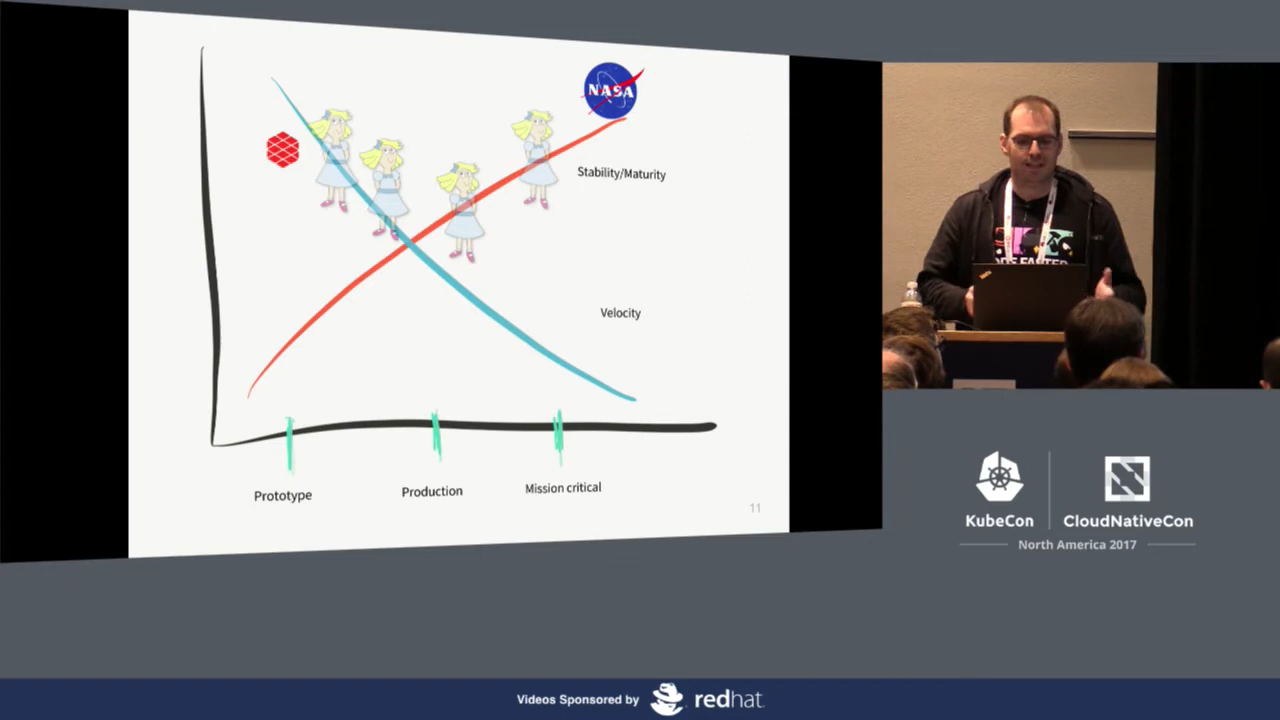 NASA
Stability/Maturity
Velocity
Prototype
Production
Mission critical
11
KubeCon
CloudNativeCon
North America 2017
Videos Sponsored by
redhat.